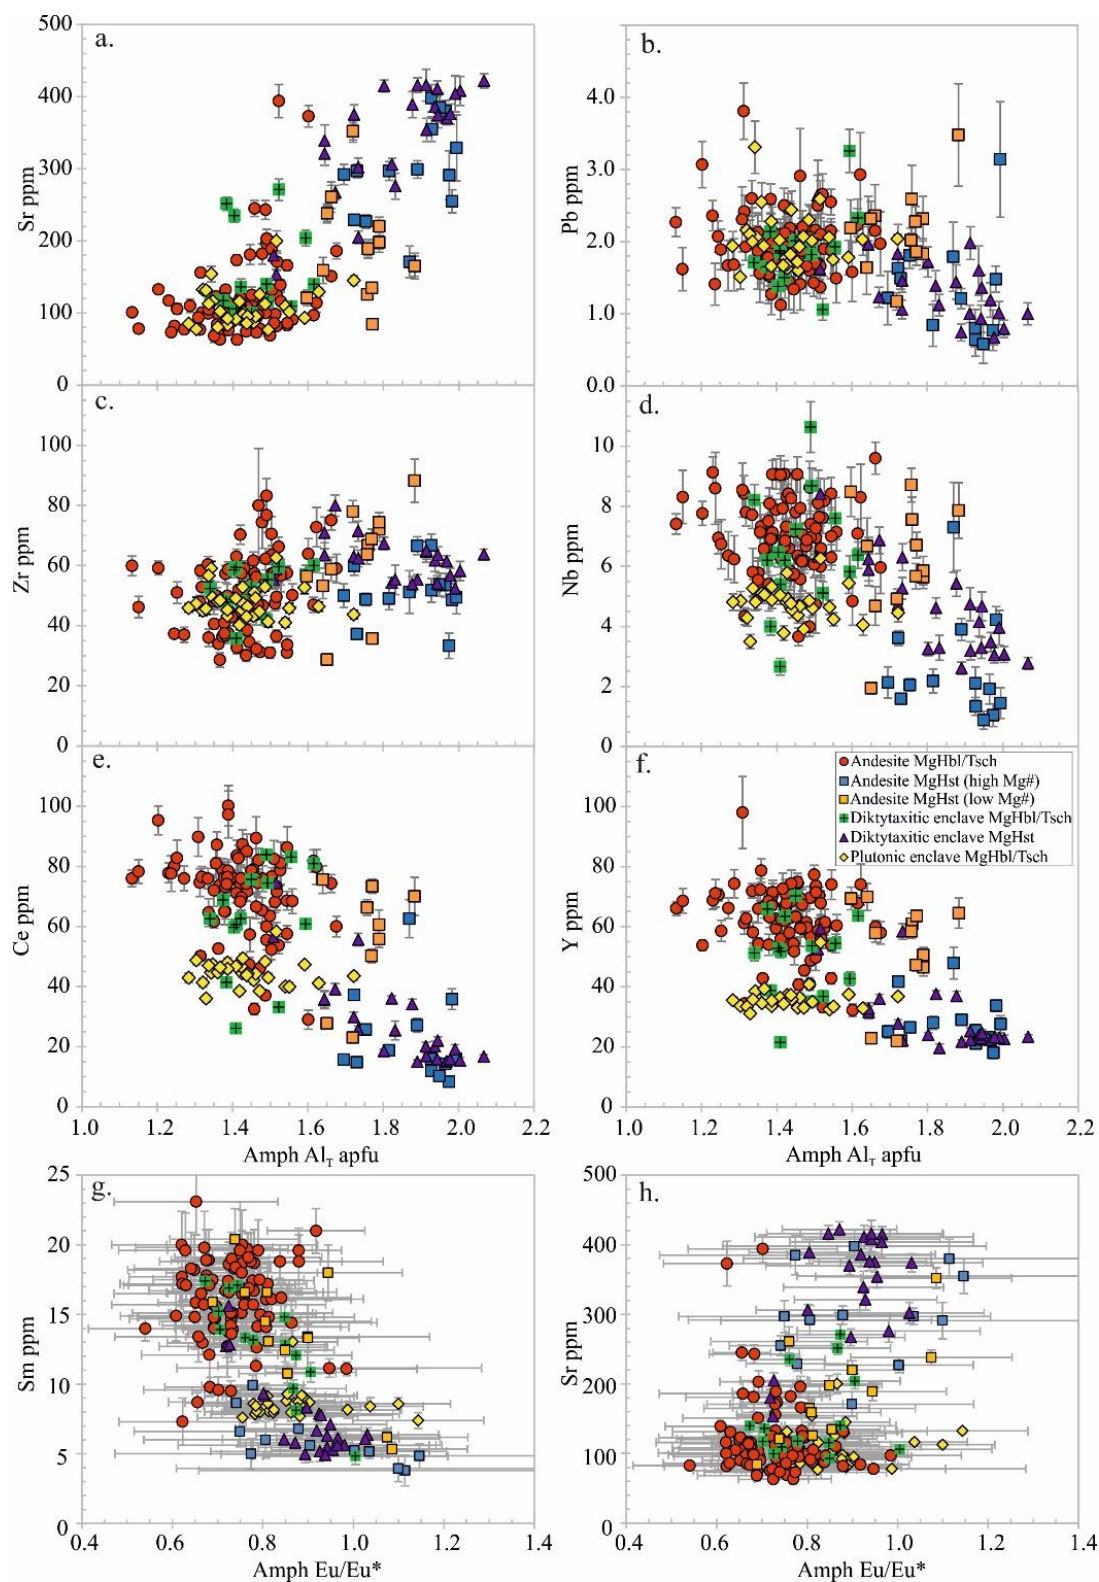 a.
500
400
300
200
100
0
Sr ppm
b.
4.0
3.0
2.0
1.0
0.0
Pb ppm
c.
100
80
60
40
20
0
Zr ppm
d.
10
8
6
4
2
0
Nb ppm
e.
100
80
60
40
20
0
Ce ppm
1.0 1.2 1.4 1.6 1.8 2.0 2.2
Amph Al_T apfu
f.
Andesite MgHbl/Tsch
Andesite MgHst (high Mg#)
Andesite MgHst (low Mg#)
Diktytaxitic enclave MgHbl/Tsch
Diktytaxitic enclave MgHst
Plutonic enclave MgHbl/Tsch
100
80
60
40
20
0
Y ppm
1.0 1.2 1.4 1.6 1.8 2.0 2.2
Amph Al_T apfu
g.
25
20
15
10
5
0
Sm ppm
0.4 0.6 0.8 1.0 1.2 1.4
Amph Eu/Eu*
h.
500
400
300
200
100
0
Sr ppm
0.4 0.6 0.8 1.0 1.2 1.4
Amph Eu/Eu*